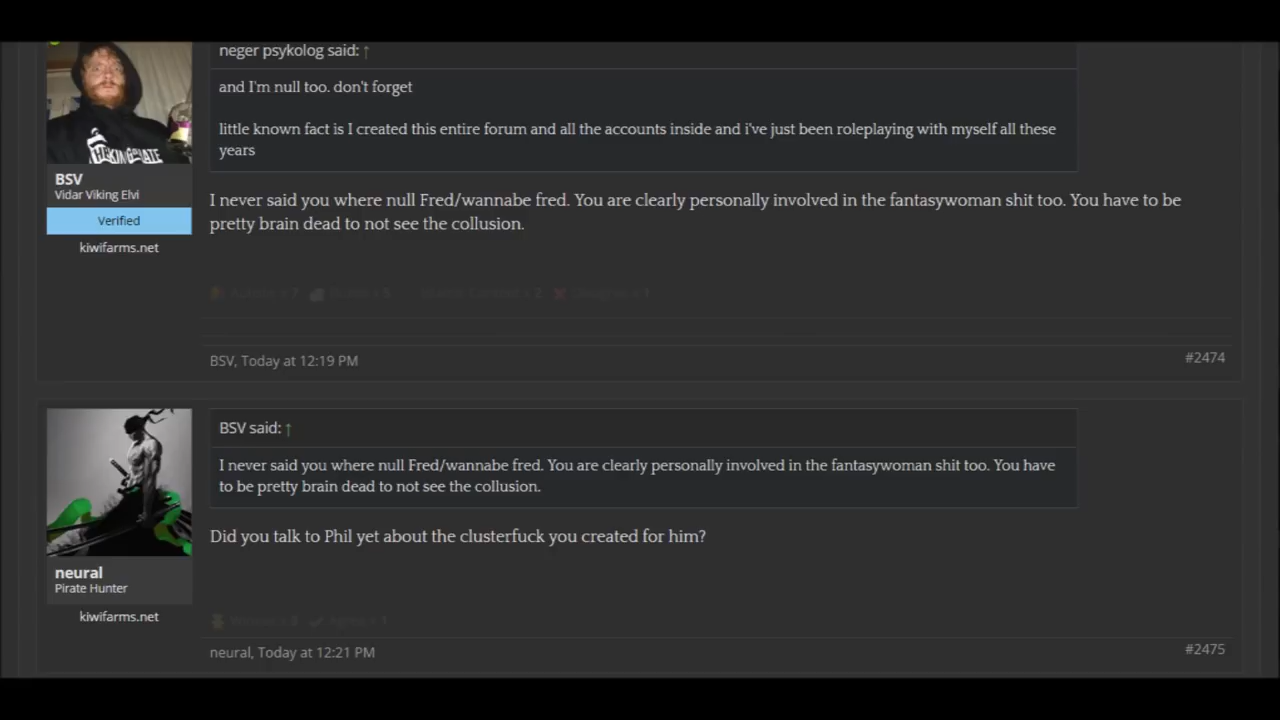 neger psykolog said: ↑
and I'm null too. don't forget
little known fact is I created this entire forum and all the accounts inside and i've just been roleplaying with myself all these
years
BSV
Vidar Viking Elvi
Verified
kiwifarms.net
I never said you where null Fred/wannabe fred. You are clearly personally involved in the fantasywoman shit too. You have to be
pretty brain dead to not see the collusion.
BSV, Today at 12:19 PM
#2474
BSV said: ↑
I never said you where null Fred/wannabe fred. You are clearly personally involved in the fantasywoman shit too. You have
to be pretty brain dead to not see the collusion.
neural
Pirate Hunter
kiwifarms.net
Did you talk to Phil yet about the clusterfuck you created for him?
neural, Today at 12:21 PM
#2475